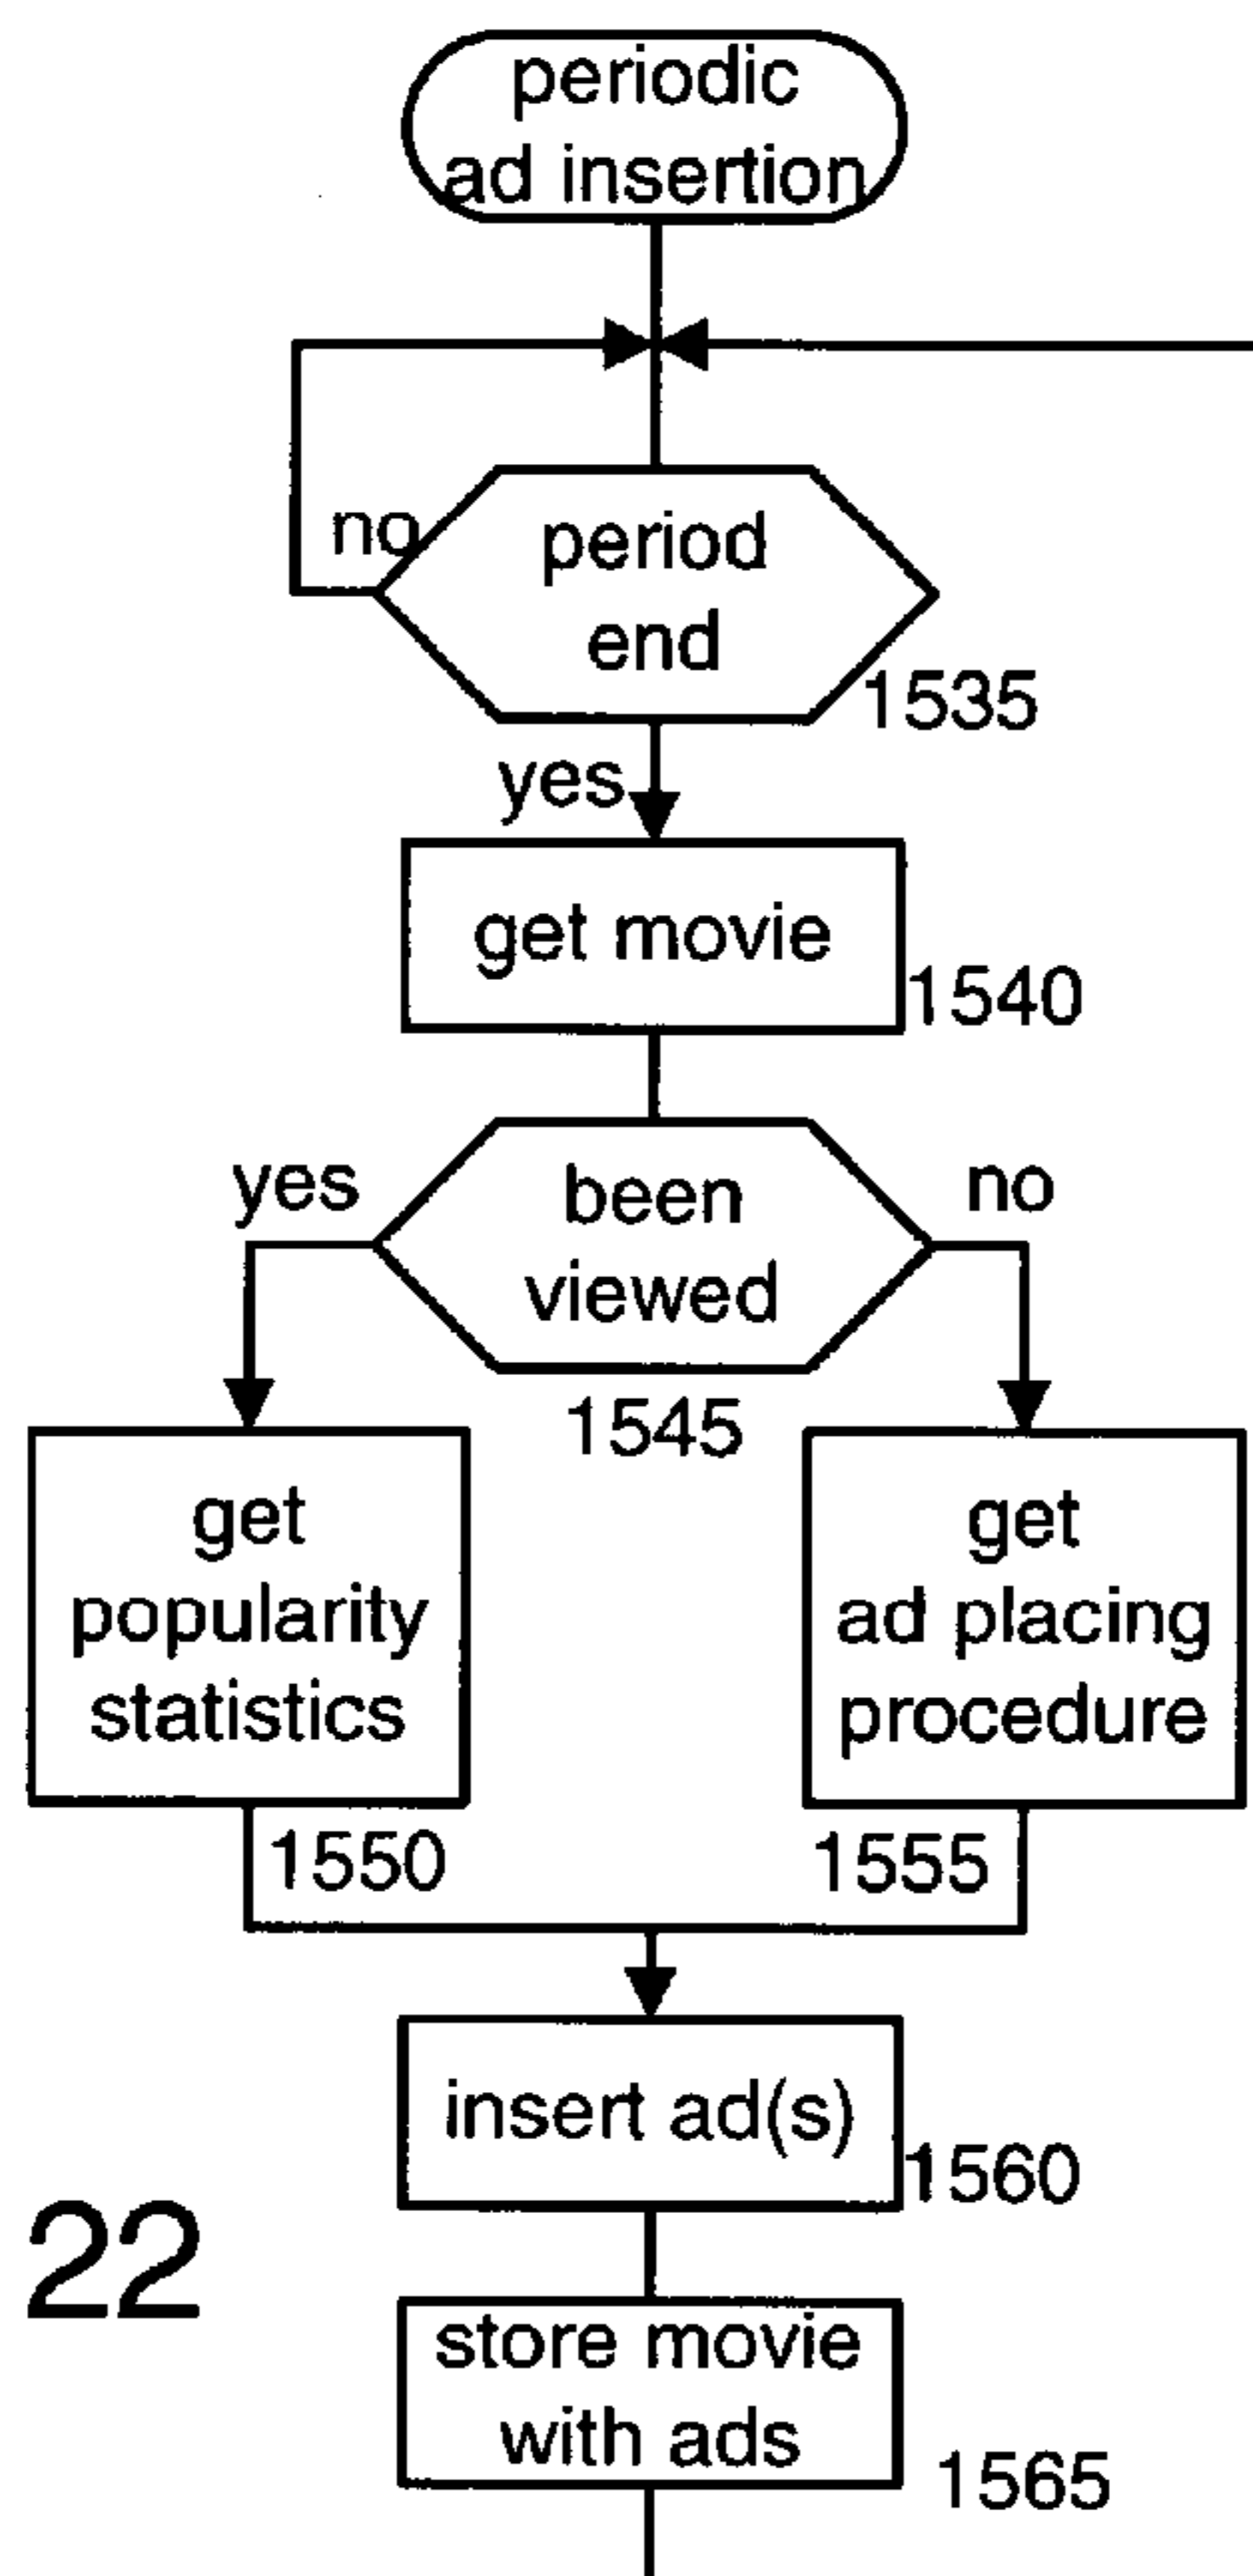 periodic
ad insertion
no
period
end
1535
yes
get movie
1540
yes
been
viewed
no
1545
get
popularity
statistics
1550
get
ad placing
procedure
1555
insert ad(s)
1560
22
store movie
with ads
1565